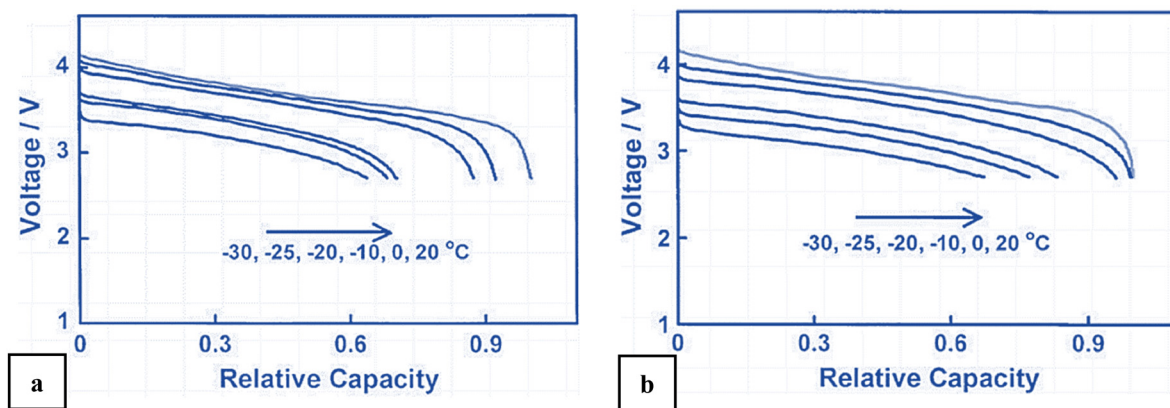 Voltage / V
4
3
2
1
-30, -25, -20, -10, 0, 20 °C
0
0.3
0.6
0.9
Relative Capacity
a
Voltage / V
4
3
2
1
-30, -25, -20, -10, 0, 20 °C
0
0.3
0.6
0.9
Relative Capacity
b